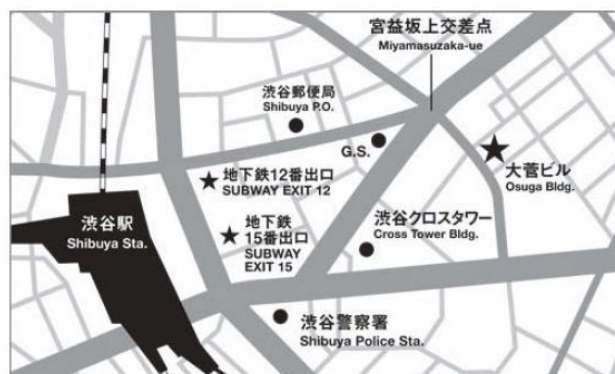 宮益坂上交差点
Miyamasuzaka-ue
渋谷郵便局
Shibuya P.O.
G.S.
地下鉄12番出口
SUBWAY EXIT 12
大菅ビル
Osuga Bldg.
渋谷駅
Shibuya Sta.
地下鉄
15番出口
SUBWAY
EXIT 15
渋谷クロスタワー
Cross Tower Bldg.
渋谷警察署
Shibuya Police Sta.